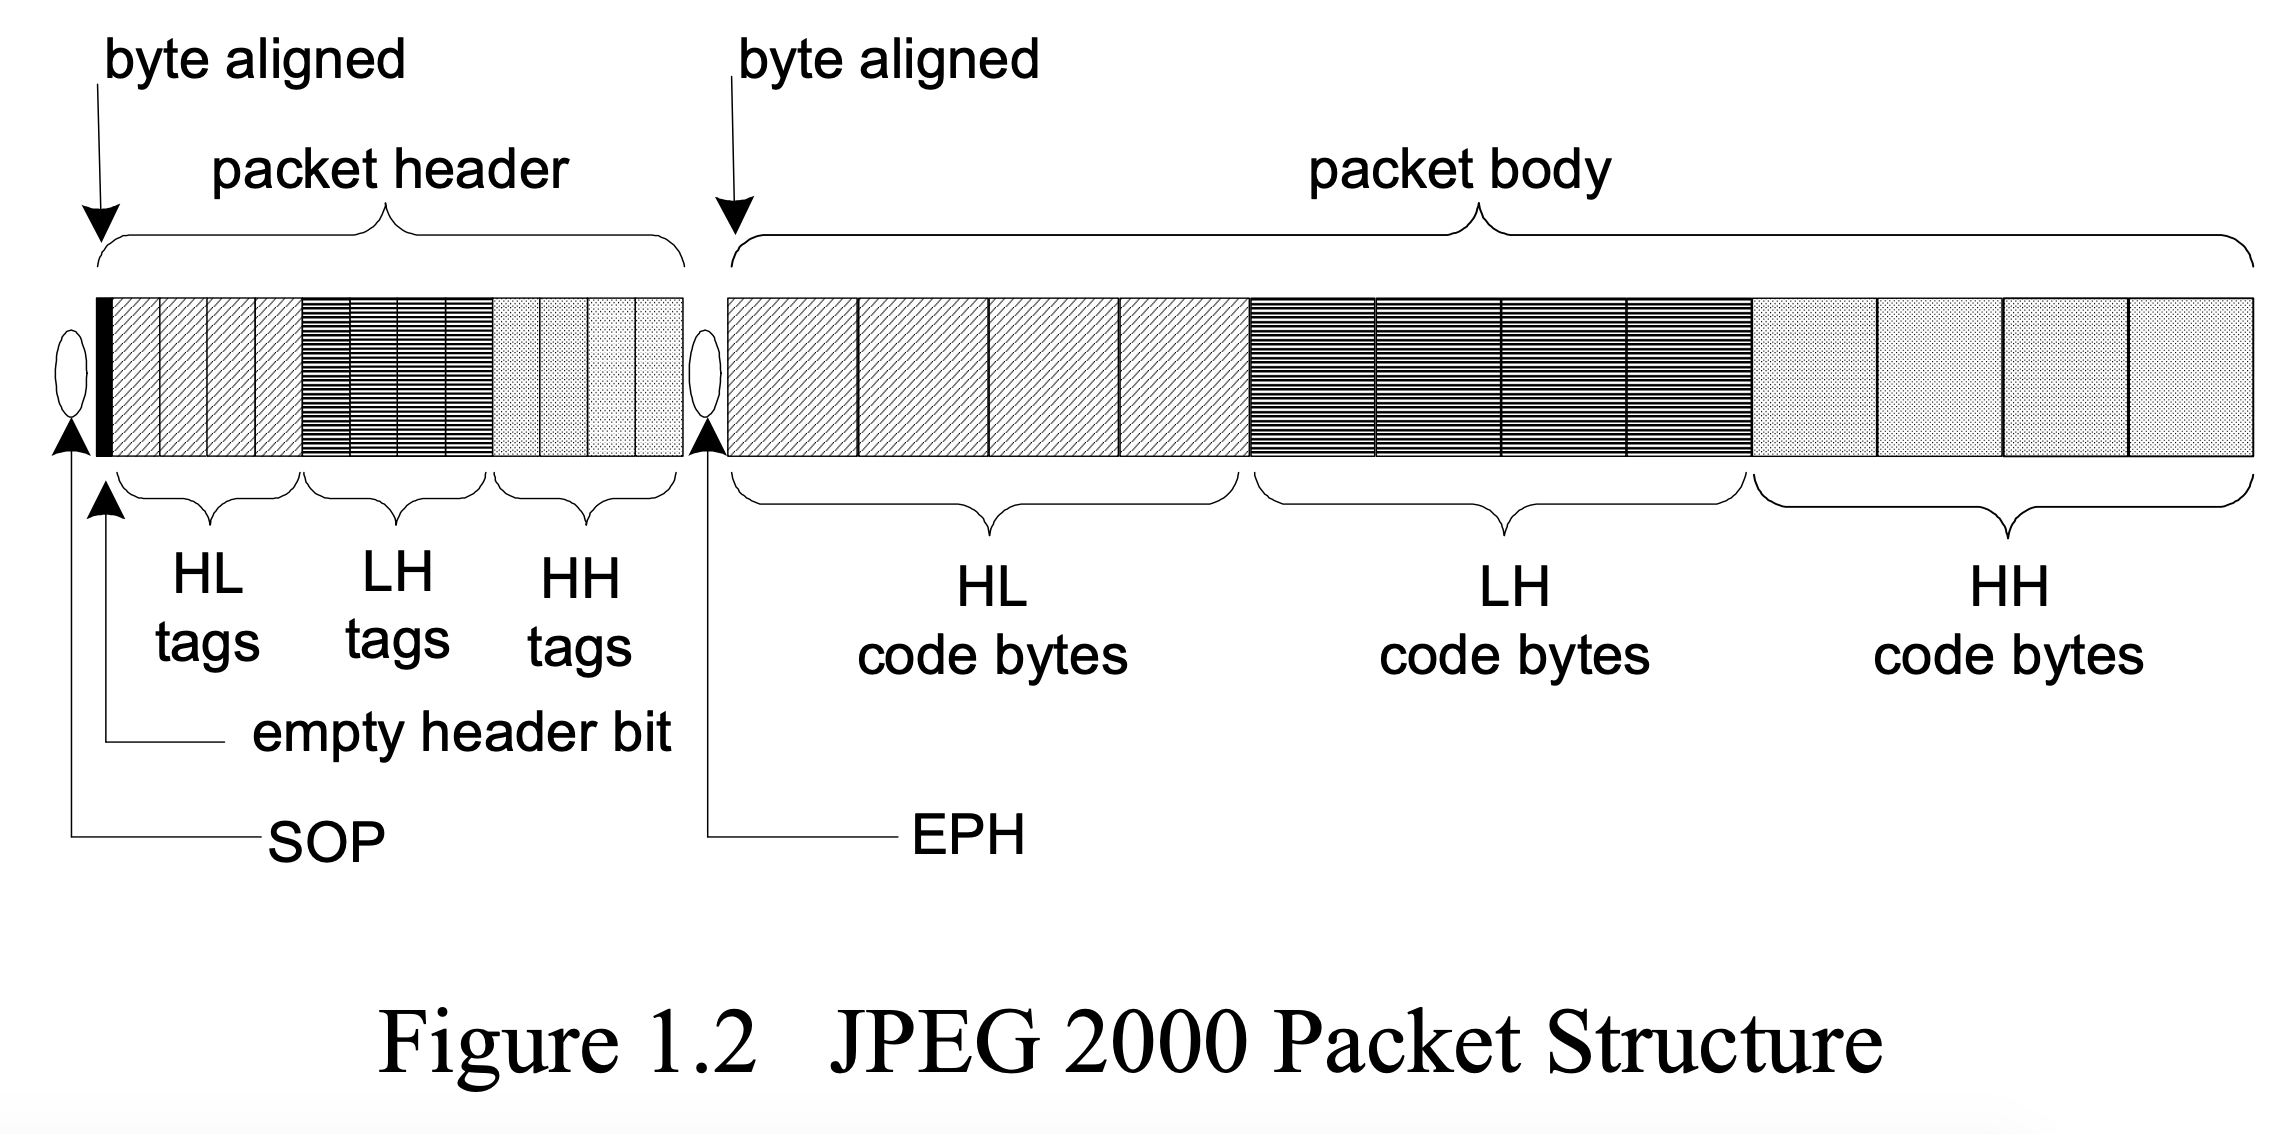 byte aligned
byte aligned
packet header
packet body
HL
tags
LH
tags
HH
tags
HL
code bytes
LH
code bytes
HH
code bytes
empty header bit
SOP
EPH
Figure 1.2 JPEG 2000 Packet Structure